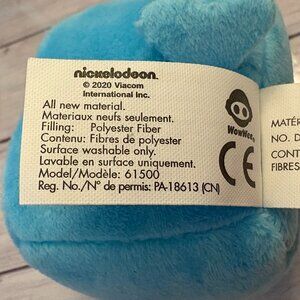 nickelodeon
© 2020 Viacom
International Inc.
All new material.
Materiaux neufs seulement.
Filling: Polyester Fiber
Contenu: Fibres de polyester
Surface washable only.
Lavable en surface uniquement.
Model/Modèle: 61500
Reg. No./N° de permis: PA-18613 (CN)
WowWee
CE
MATÉR
NO. D
CONT
FIBRES